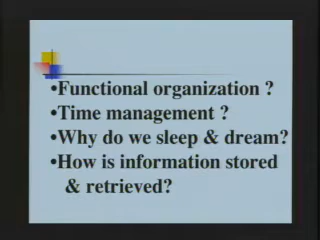 •Functional organization ?
•Time management ?
•Why do we sleep & dream?
•How is information stored
& retrieved?